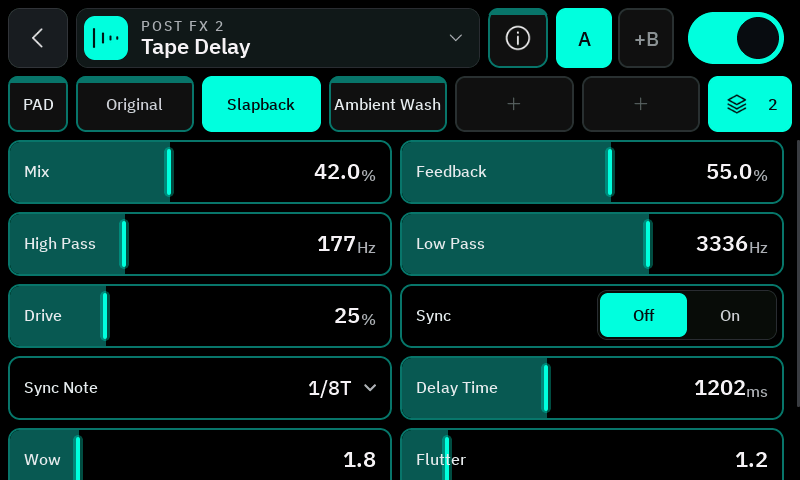 POST FX 2
Tape Delay
A
+B
PAD
Original
Slapback
Ambient Wash
+
+
2
Mix
42.0%
Feedback
55.0%
High Pass
177Hz
Low Pass
3336Hz
Drive
25%
Sync
Off
On
Sync Note
1/8T
Delay Time
1202ms
Wow
1.8
Flutter
1.2